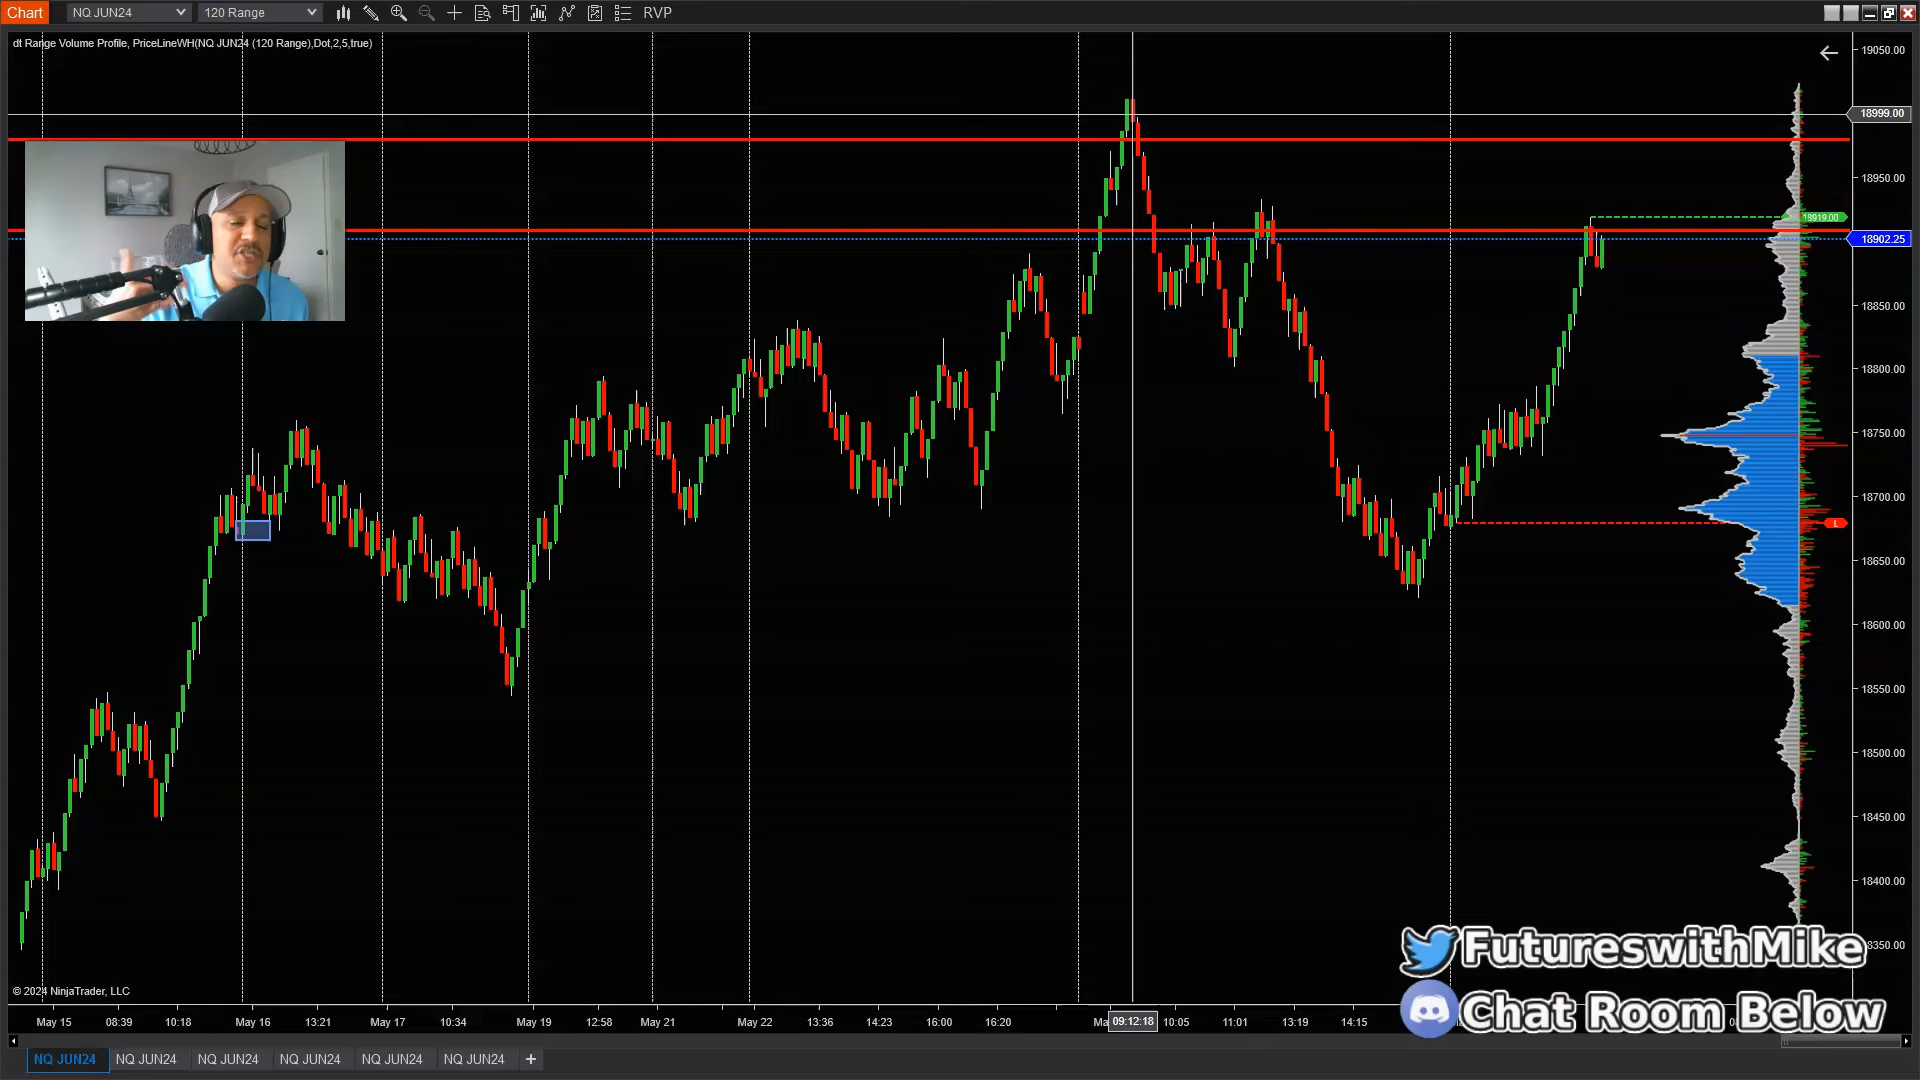 Chart NQ JUN24 120 Range RVP
dt Range Volume Profile, PriceLineWH(NQ JUN24 (120 Range),Dot,2,5,true)
19050.00
18999.00
18950.00
18919.00
18902.25
18850.00
18800.00
18750.00
18700.00
L
18650.00
18600.00
18550.00
18500.00
18450.00
18400.00
FutureswithMike
350.00
© 2024 NinjaTrader, LLC
Chat Room Below
May 15 08:39 10:18 May 16 13:21 May 17 10:34 May 19 12:58 May 21 May 22 13:36 14:23 16:00 16:20 Ma 09:12:18 10:05 11:01 13:19 14:15
NQ JUN24 NQ JUN24 NQ JUN24 NQ JUN24 NQ JUN24 NQ JUN24 +